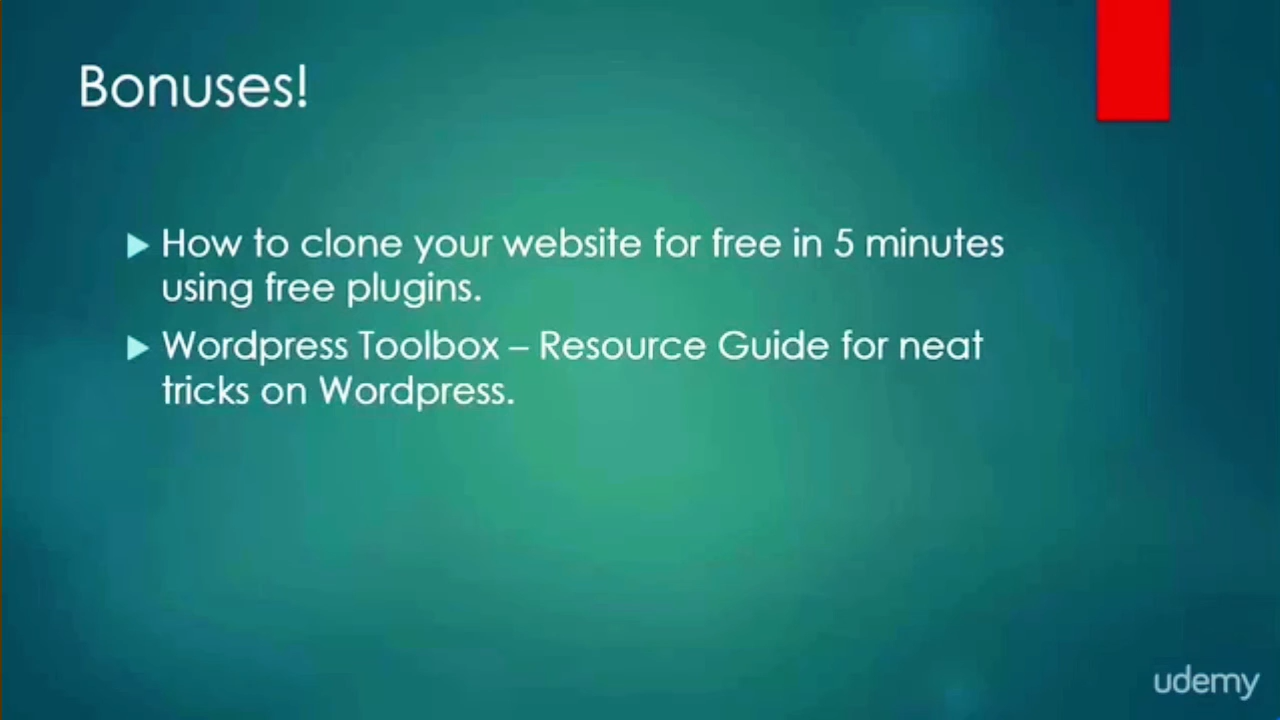 Bonuses!
How to clone your website for free in 5 minutes
using free plugins.
Wordpress Toolbox – Resource Guide for neat
tricks on Wordpress.
udemy